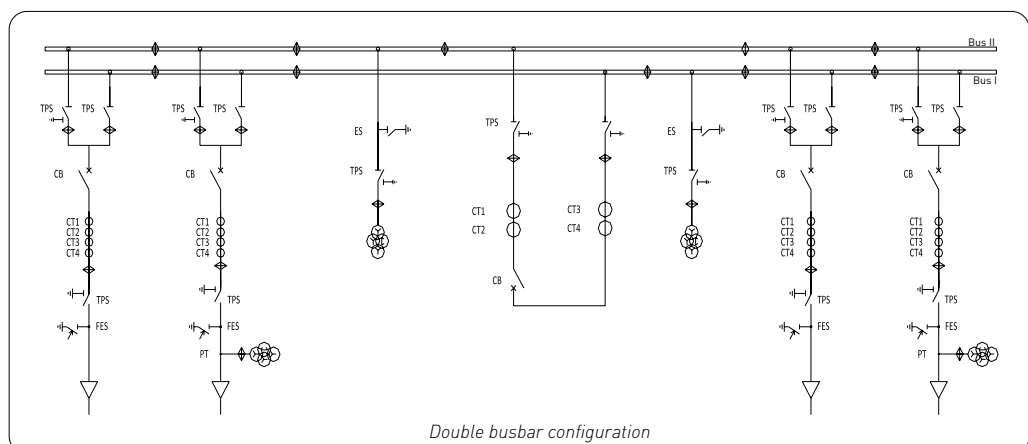 Bus II
Bus I
TPS TPS
TPS TPS
ES
TPS
ES
TPS TPS
TPS TPS
CB
CB
TPS
TPS
CB
CB
CT1
CT2
CT3
CT4
CT1
CT2
CT3
CT4
CT1
CT2
CT3
CT4
CT1
CT2
CT3
CT4
CT1
CT2
CT3
CT4
CB
TPS
TPS
TPS
TPS
FES
FES
FES
FES
PT
PT
Double busbar configuration